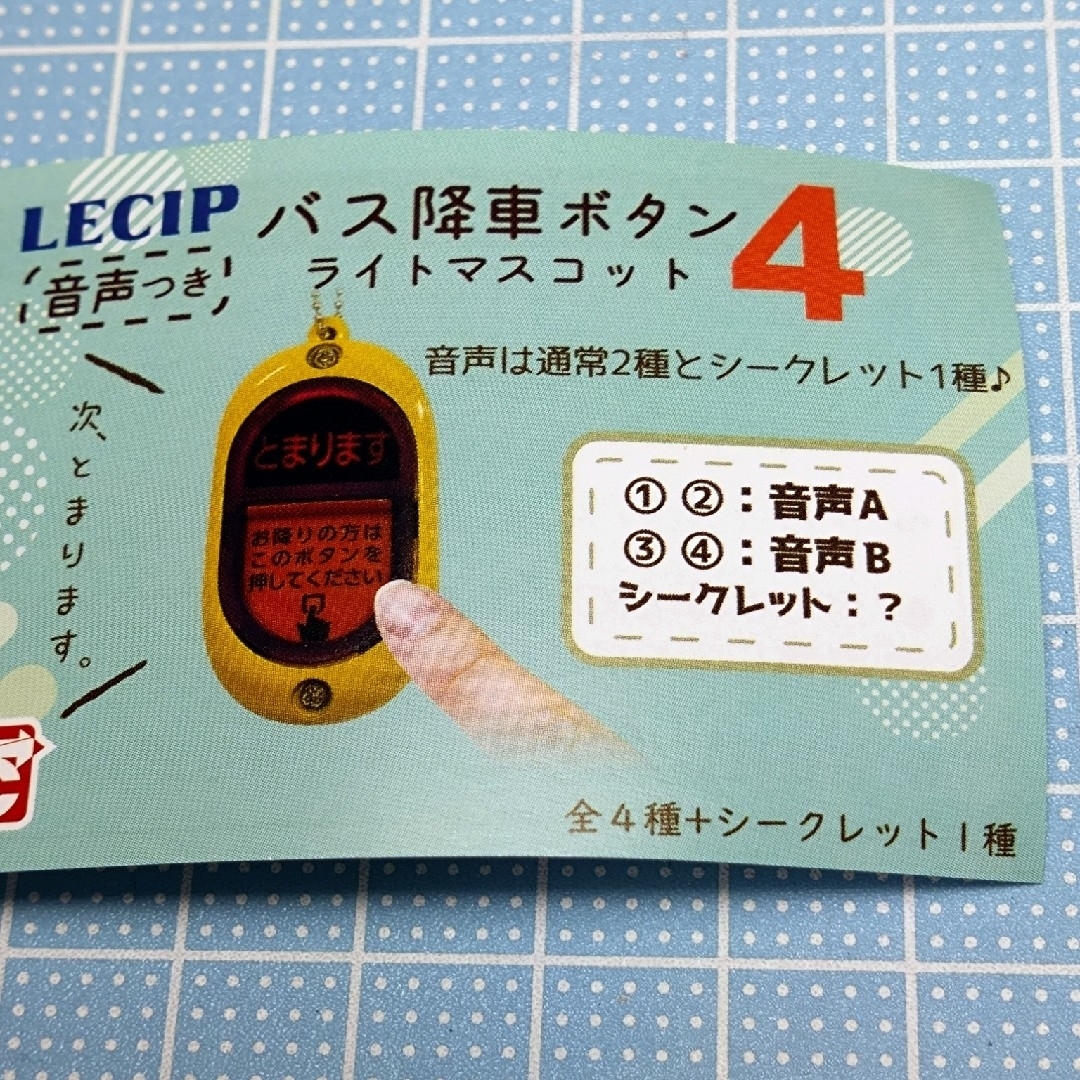 LECIP バス降車ボタン4
音声つき ライトマスコット
音声は通常2種とシークレット1種♪
次、とまります。
とまります
お降りの方は
このボタンを
押してください
① ②：音声A
③ ④：音声B
シークレット：？
全4種+シークレット1種